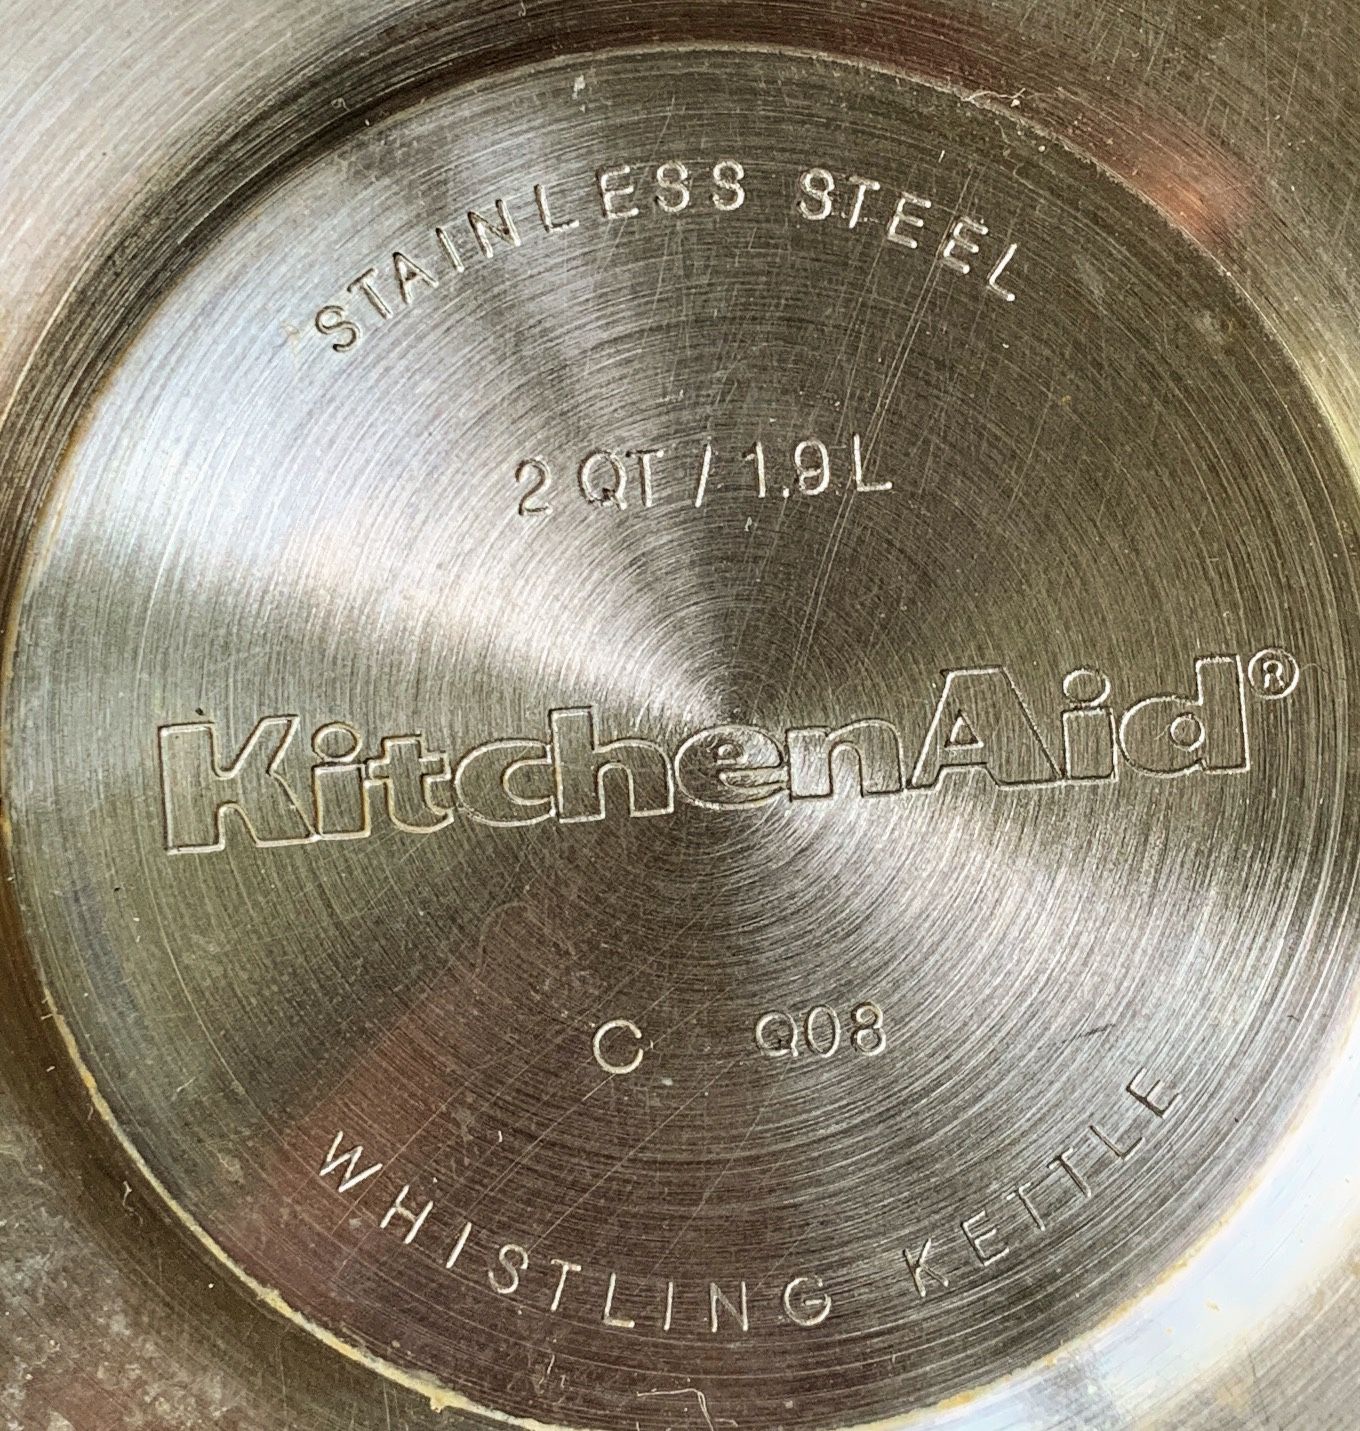 STAINLESS STEEL
2 QT / 1.9 L
KitchenAid®
C Q08
WHISTLING KETTLE